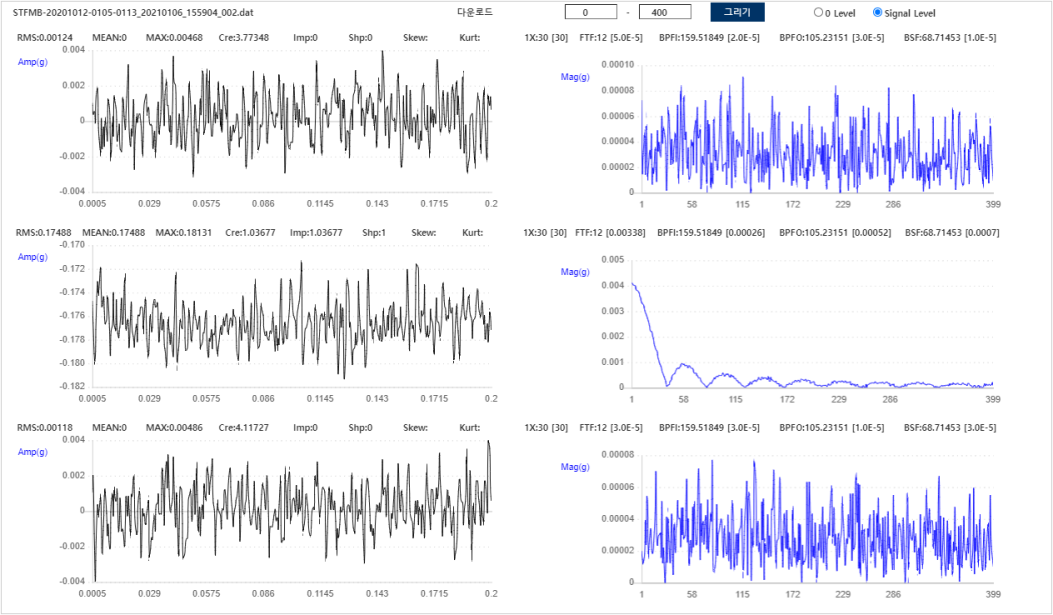 STFMB-20201012-0105-0113_20210106_155904_002.dat 다운로드 0 - 400 그리기 0 Level Signal Level
RMS:0.00124 MEAN:0 MAX:0.00468 Cre:3.77348 Imp:0 Shp:0 Skew: Kurt:
Amp(g)
0.004
0.002
0
-0.002
-0.004
0.0005 0.029 0.0575 0.086 0.1145 0.143 0.1715 0.2
1X:30 [30] FTF:12 [5.0E-5] BPFI:159.51849 [2.0E-5] BPFO:105.23151 [3.0E-5] BSF:68.71453 [1.0E-5]
Mag(g)
0.00010
0.00008
0.00006
0.00004
0.00002
0
1 58 115 172 229 286 399
RMS:0.17488 MEAN:0.17488 MAX:0.18131 Cre:1.03677 Imp:1.03677 Shp:1 Skew: Kurt:
Amp(g)
-0.170
-0.172
-0.174
-0.176
-0.178
-0.180
-0.182
0.0005 0.029 0.0575 0.086 0.1145 0.143 0.1715 0.2
1X:30 [30] FTF:12 [0.00338] BPFI:159.51849 [0.00026] BPFO:105.23151 [0.00052] BSF:68.71453 [0.0007]
Mag(g)
0.005
0.004
0.003
0.002
0.001
0
1 58 115 172 229 286 399
RMS:0.00118 MEAN:0 MAX:0.00486 Cre:4.11727 Imp:0 Shp:0 Skew: Kurt:
Amp(g)
0.004
0.002
0
-0.002
-0.004
0.0005 0.029 0.0575 0.086 0.1145 0.143 0.1715 0.2
1X:30 [30] FTF:12 [3.0E-5] BPFI:159.51849 [3.0E-5] BPFO:105.23151 [1.0E-5] BSF:68.71453 [3.0E-5]
Mag(g)
0.00008
0.00006
0.00004
0.00002
0
1 58 115 172 229 286 399